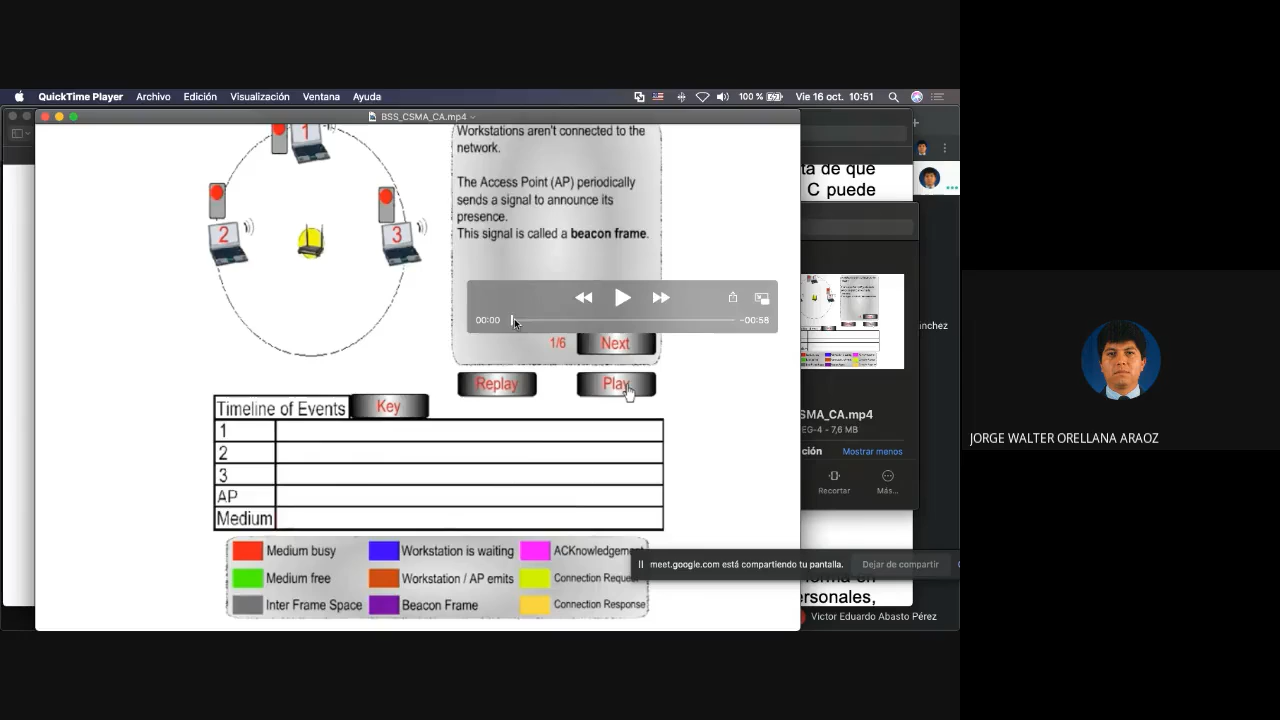 QuickTime Player Archivo Edición Visualización Ventana Ayuda 100 % Vie 16 oct. 10:51
BSS_CSMA_CA.mp4
1
2
3
Workstations aren't connected to the
network.
The Access Point (AP) periodically
sends a signal to announce its
presence.
This signal is called a beacon frame.
00:00 -00:56
1/6 Next
Replay Play
Timeline of Events Key
1
2
3
AP
Medium
Medium busy Workstation is waiting ACKnowledgement
Medium free Workstation / AP emits Connection Request
Inter Frame Space Beacon Frame Connection Response
meet.google.com está compartiendo tu pantalla. Dejar de compartir
ta de que
C puede
nchez
SMA_CA.mp4
EG-4 - 7,6 MB
ción Mostrar menos
Recortar Más...
ersonales,
Victor Eduardo Abasto Pérez
JORGE WALTER ORELLANA ARAOZ